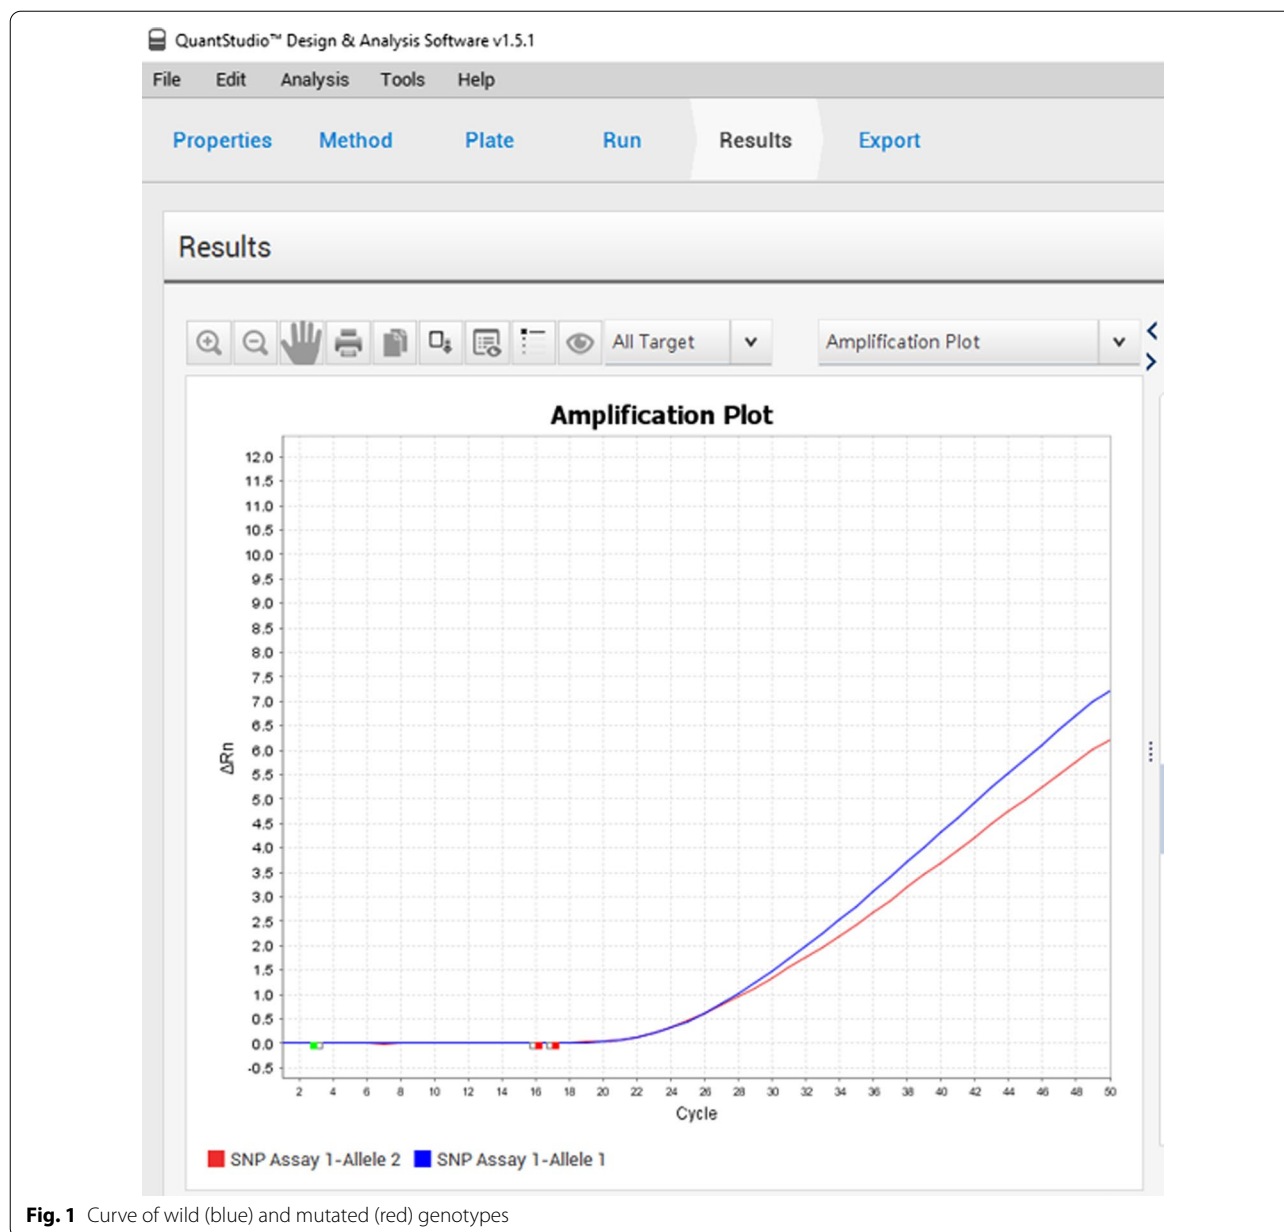 QuantStudio™ Design & Analysis Software v1.5.1
File Edit Analysis Tools Help
Properties Method Plate Run Results Export
Results
All Target Amplification Plot
Amplification Plot
12.0
11.5
11.0
10.5
10.0
9.5
9.0
8.5
8.0
7.5
7.0
6.5
6.0
5.5
5.0
4.5
4.0
3.5
3.0
2.5
2.0
1.5
1.0
0.5
0.0
-0.5
ΔRn
2 4 6 8 10 12 14 16 18 20 22 24 26 28 30 32 34 36 38 40 42 44 46 48 50
Cycle
SNP Assay 1-Allele 2 SNP Assay 1-Allele 1
Fig. 1 Curve of wild (blue) and mutated (red) genotypes